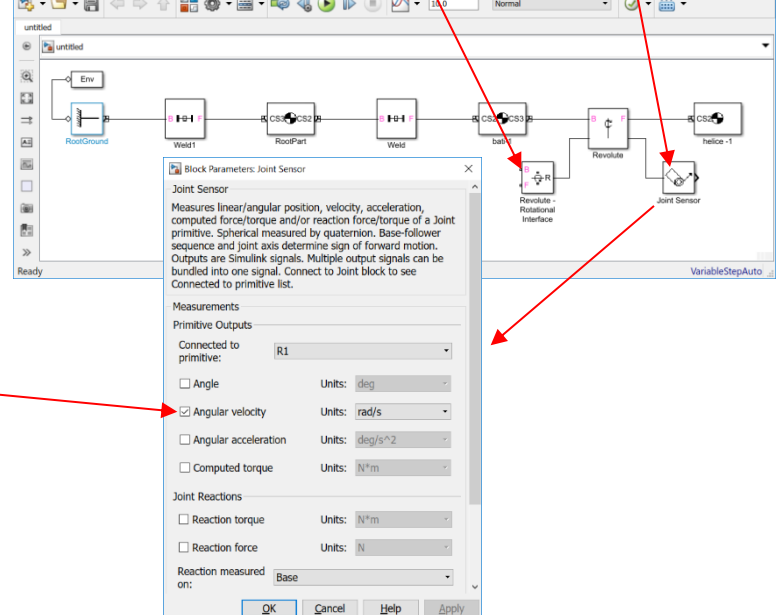 10.0
Normal
untitled
untitled
Env
RootGround
B F
Weld1
CS3 CS2
RootPart
B F
Weld
CS2 CS3
bati-1
B F
Revolute
CS2
helice -1
B
F
R
Revolute -
Rotational
Interface
Joint Sensor
Ready
VariableStepAuto
Block Parameters: Joint Sensor
Joint Sensor
Measures linear/angular position, velocity, acceleration,
computed force/torque and/or reaction force/torque of a Joint
primitive. Spherical measured by quaternion. Base-follower
sequence and joint axis determine sign of forward motion.
Outputs are Simulink signals. Multiple output signals can be
bundled into one signal. Connect to Joint block to see
Connected to primitive list.
Measurements
Primitive Outputs
Connected to
primitive:
R1
Angle Units: deg
Angular velocity Units: rad/s
Angular acceleration Units: deg/s^2
Computed torque Units: N*m
Joint Reactions
Reaction torque Units: N*m
Reaction force Units: N
Reaction measured
on:
Base
OK Cancel Help Apply